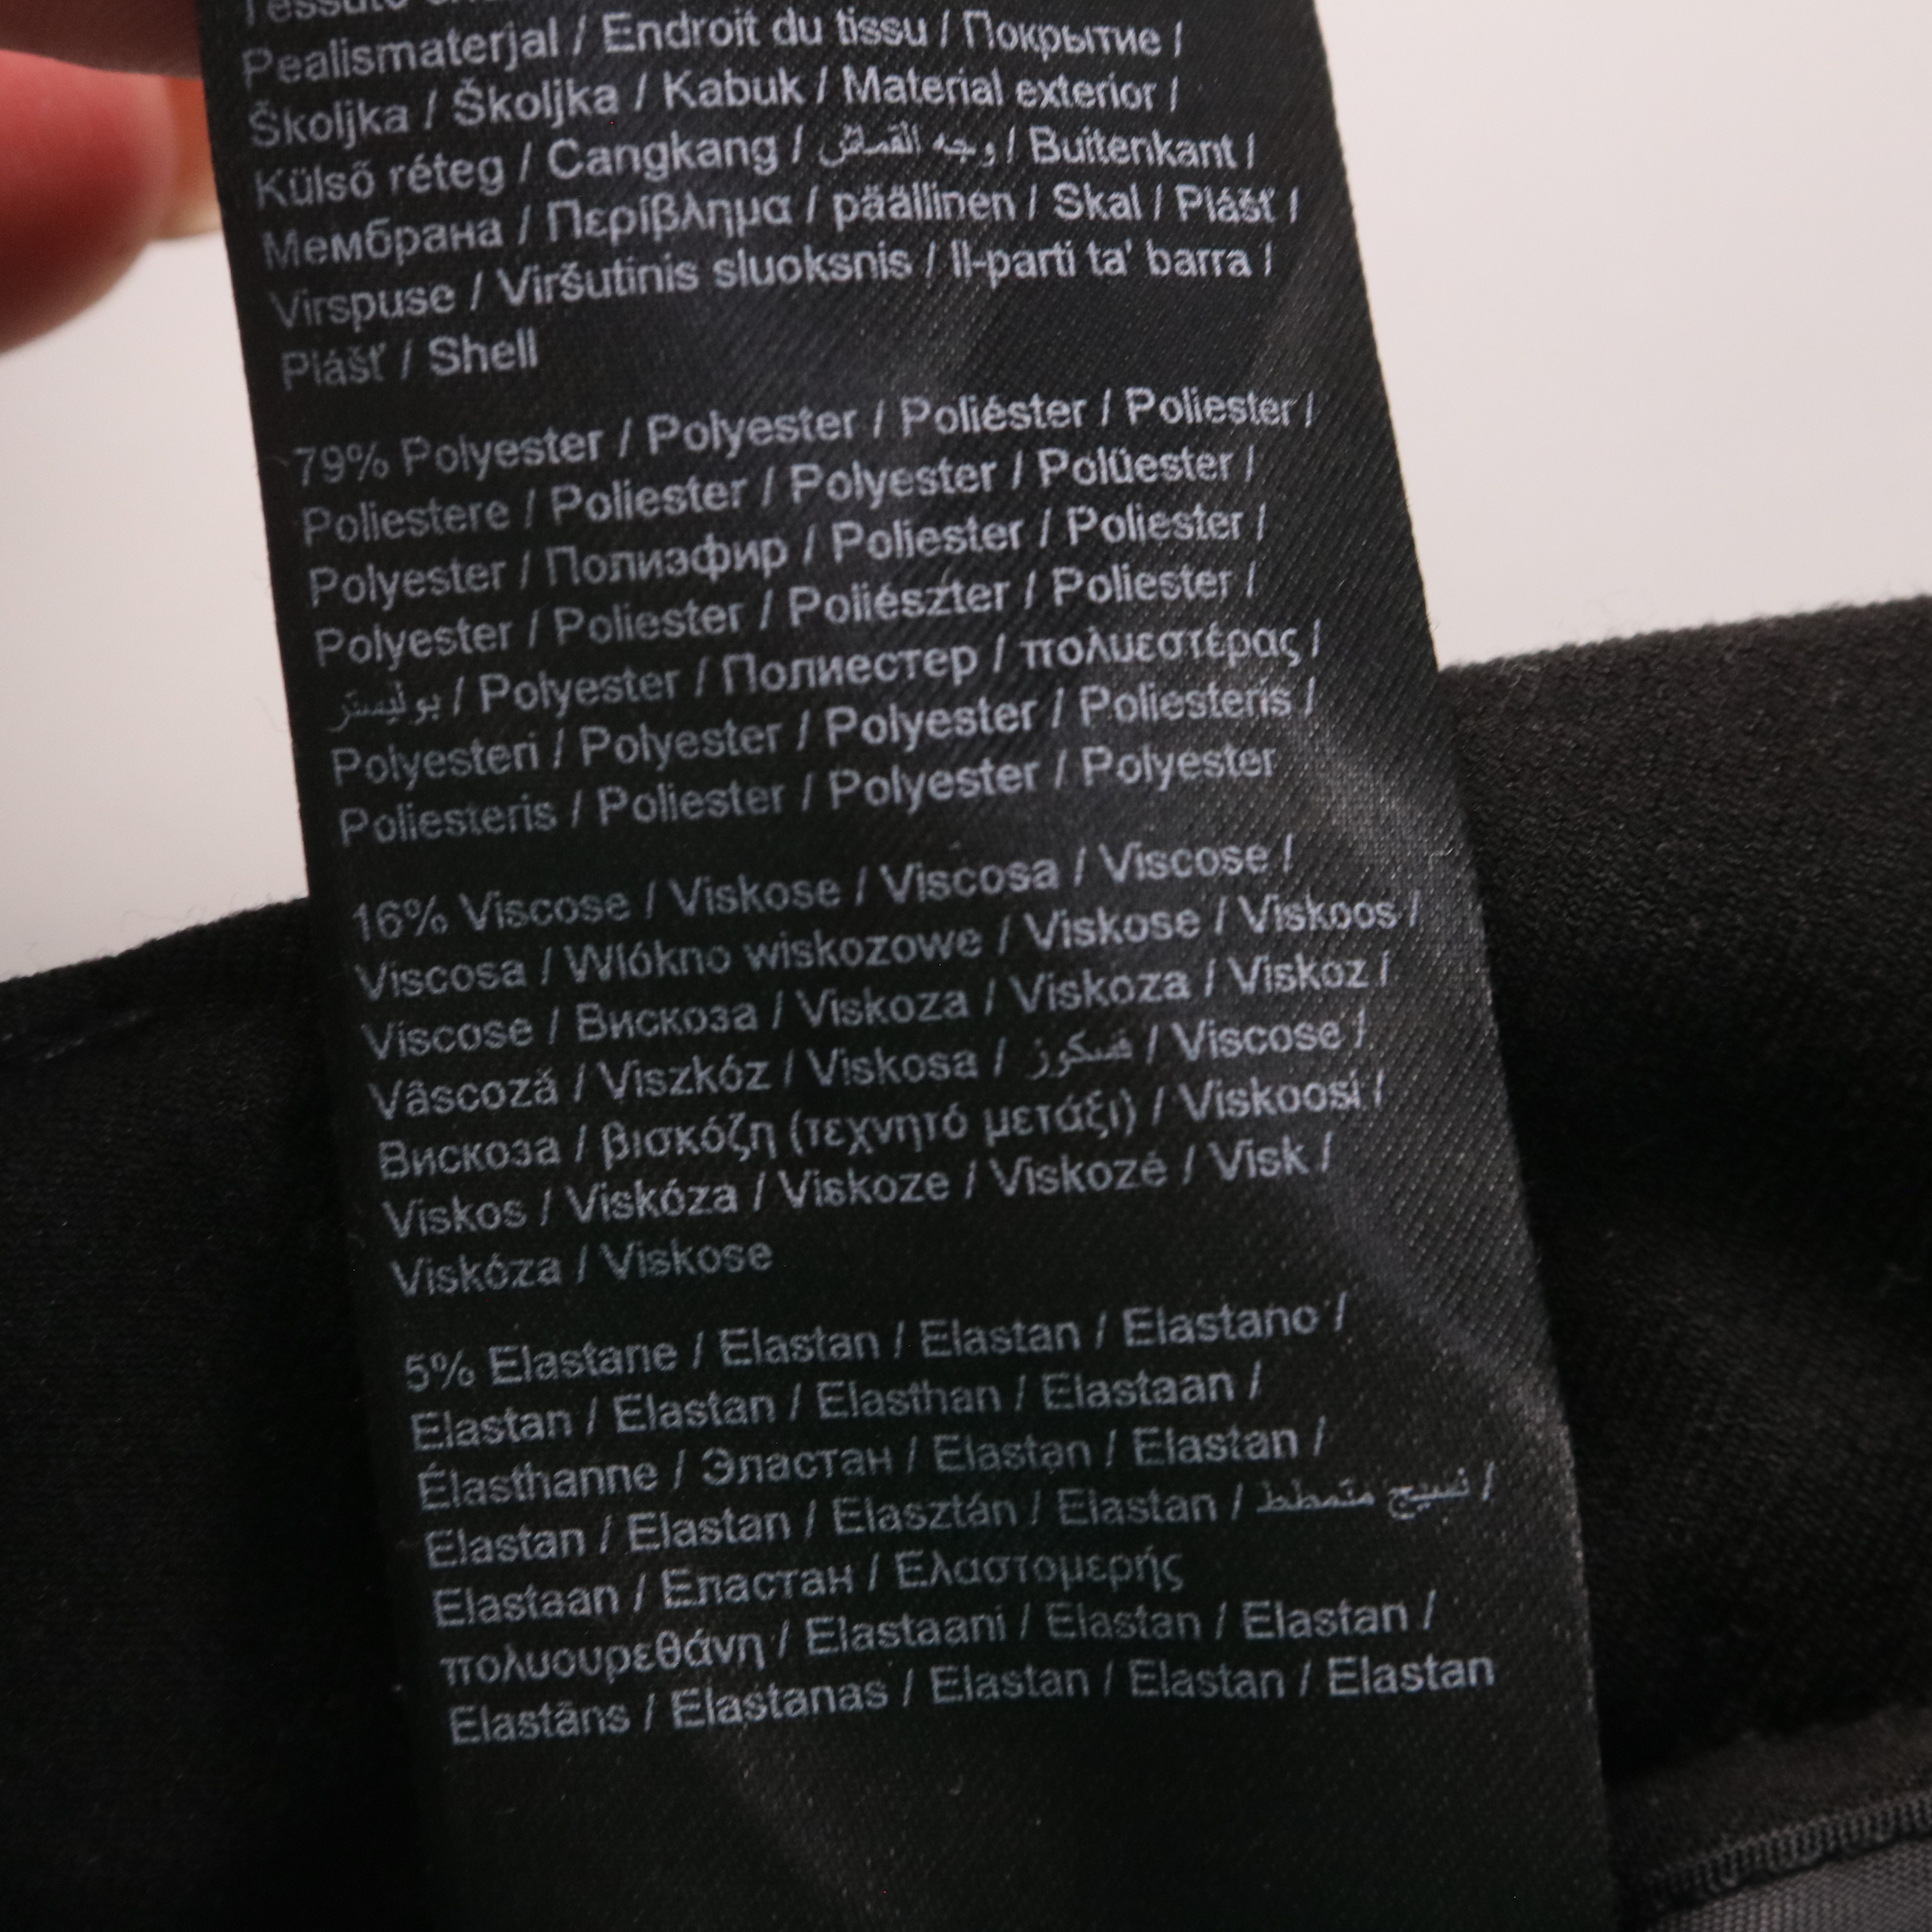 Pealismaterjal / Endroit du tissu / Покрытие /
Školjka / Školjka / Kabuk / Material exterior /
Külső réteg / Cangkang / وجه القماش / Buitenkant /
Мембрана / Περίβλημα / päällinen / Skal / Plášť /
Virspuse / Viršutinis sluoksnis / Il-parti ta' barra /
Plášť / Shell
79% Polyester / Polyester / Poliéster / Poliester /
Poliestere / Poliester / Polyester / Polüester /
Polyester / Полиэфир / Poliester / Poliester /
Polyester / Poliester / Poliészter / Poliester /
بوليستر / Polyester / Полиестер / πολυεστέρας /
Polyesteri / Polyester / Polyester / Poliesteris /
Poliesteris / Poliester / Polyester / Polyester
16% Viscose / Viskose / Viscosa / Viscose /
Viscosa / Wlókno wiskozowe / Viskose / Viskoos /
Viscose / Вискоза / Viskoza / Viskoza / Viskoz /
Vâscoză / Viszkóz / Viskosa / / Viscose /
Вискоза / βισκόζη (τεχνητό μετάξι) / Viskoosi /
Viskos / Viskóza / Viskoze / Viskozė / Visk /
Viskóza / Viskose
5% Elastane / Elastan / Elastan / Elastano /
Elastan / Elastan / Elasthan / Elastaan /
Élasthanne / Эластан / Elastan / Elastan /
Elastan / Elastan / Elasztán / Elastan / نسيج متمطط /
Elastaan / Еластан / Ελαστομερής
πολυουρεθάνη / Elastaani / Elastan / Elastan /
Elastāns / Elastanas / Elastan / Elastan / Elastan